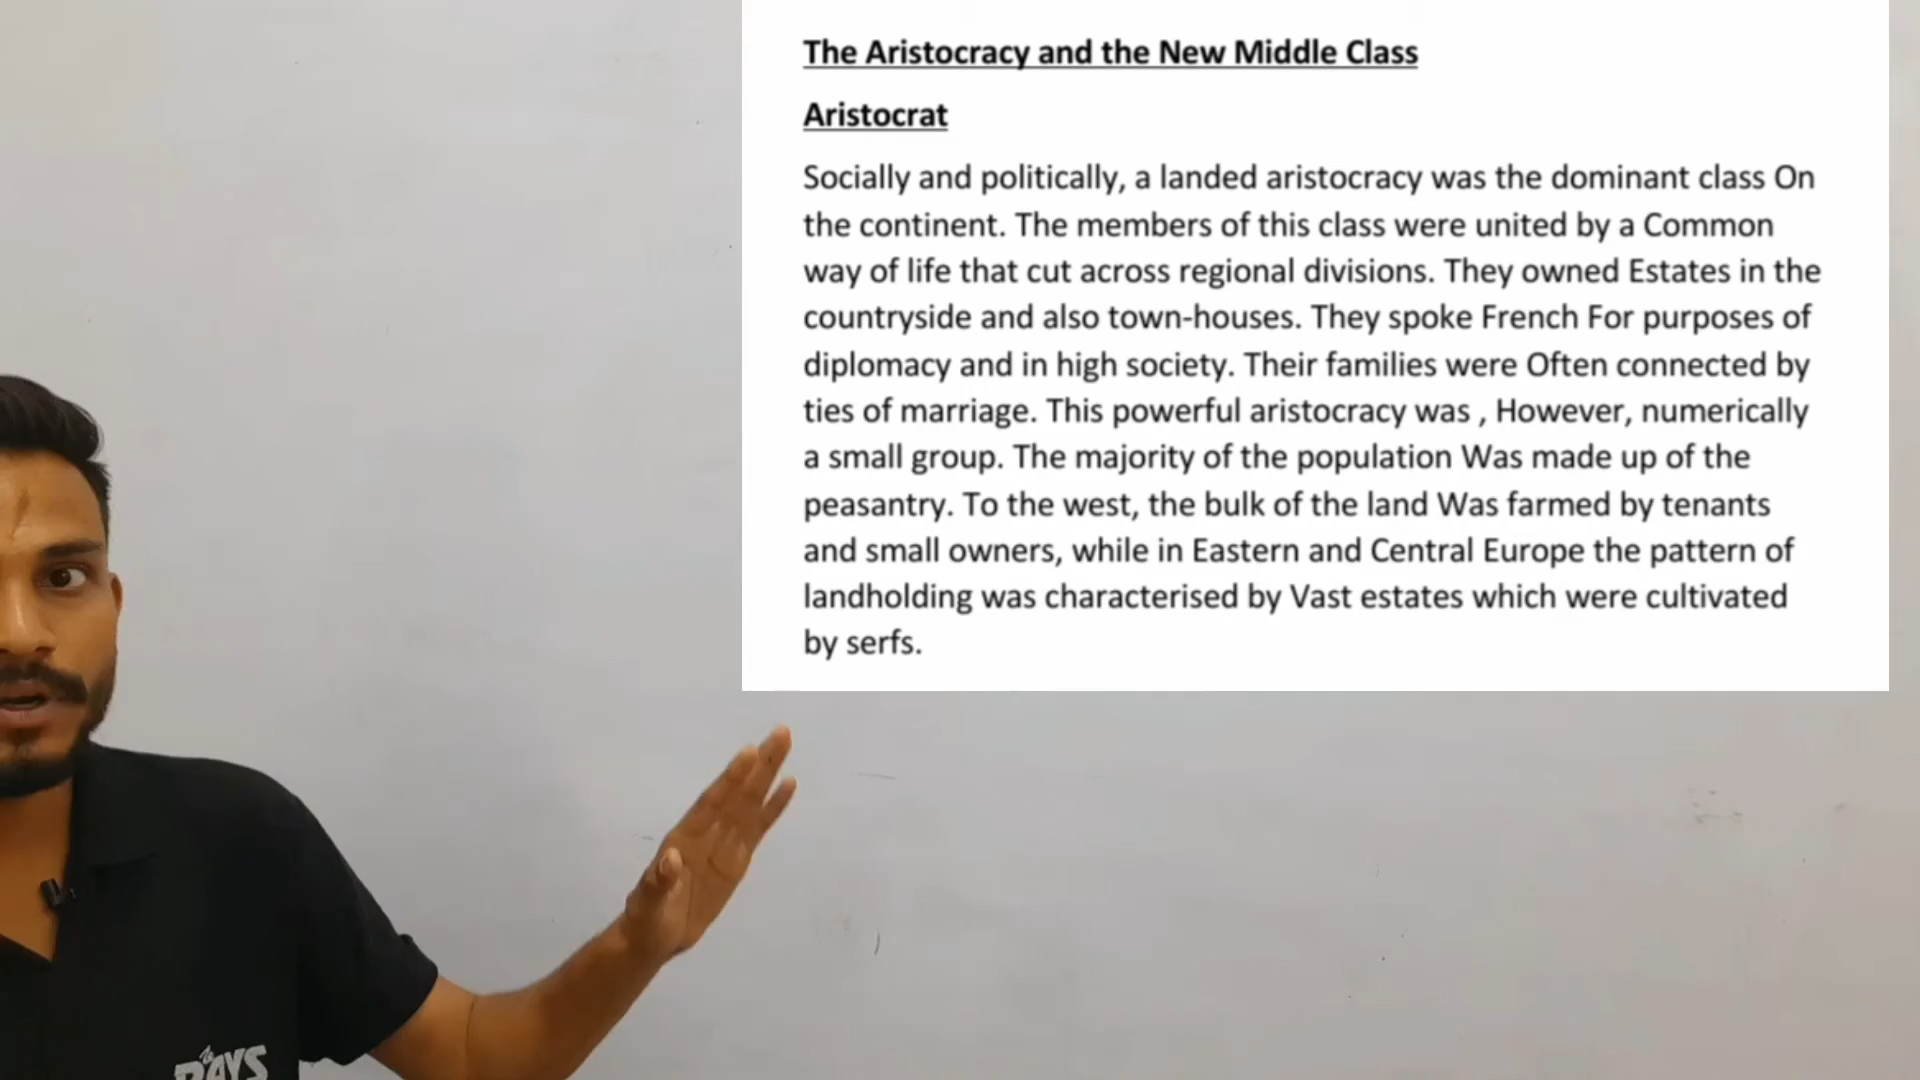 The Aristocracy and the New Middle Class
Aristocrat
Socially and politically, a landed aristocracy was the dominant class On
the continent. The members of this class were united by a Common
way of life that cut across regional divisions. They owned Estates in the
countryside and also town-houses. They spoke French For purposes of
diplomacy and in high society. Their families were Often connected by
ties of marriage. This powerful aristocracy was , However, numerically
a small group. The majority of the population Was made up of the
peasantry. To the west, the bulk of the land Was farmed by tenants
and small owners, while in Eastern and Central Europe the pattern of
landholding was characterised by Vast estates which were cultivated
by serfs.